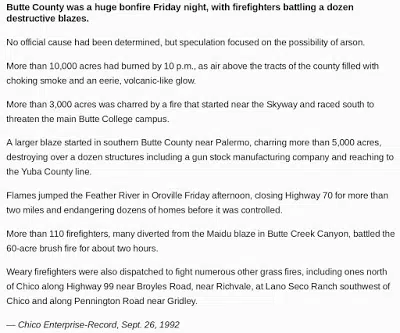 Butte County was a huge bonfire Friday night, with firefighters battling a dozen
destructive blazes.
No official cause had been determined, but speculation focused on the possibility of arson.
More than 10,000 acres had burned by 10 p.m., as air above the tracts of the county filled with
choking smoke and an eerie, volcanic-like glow.
More than 3,000 acres was charred by a fire that started near the Skyway and raced south to
threaten the main Butte College campus.
A larger blaze started in southern Butte County near Palermo, charring more than 5,000 acres,
destroying over a dozen structures including a gun stock manufacturing company and reaching to
the Yuba County line.
Flames jumped the Feather River in Oroville Friday afternoon, closing Highway 70 for more than
two miles and endangering dozens of homes before it was controlled.
More than 110 firefighters, many diverted from the Maidu blaze in Butte Creek Canyon, battled the
60-acre brush fire for about two hours.
Weary firefighters were also dispatched to fight numerous other grass fires, including ones north
of Chico along Highway 99 near Broyles Road, near Richvale, at Lano Seco Ranch southwest of
Chico and along Pennington Road near Gridley.
— Chico Enterprise-Record, Sept. 26, 1992